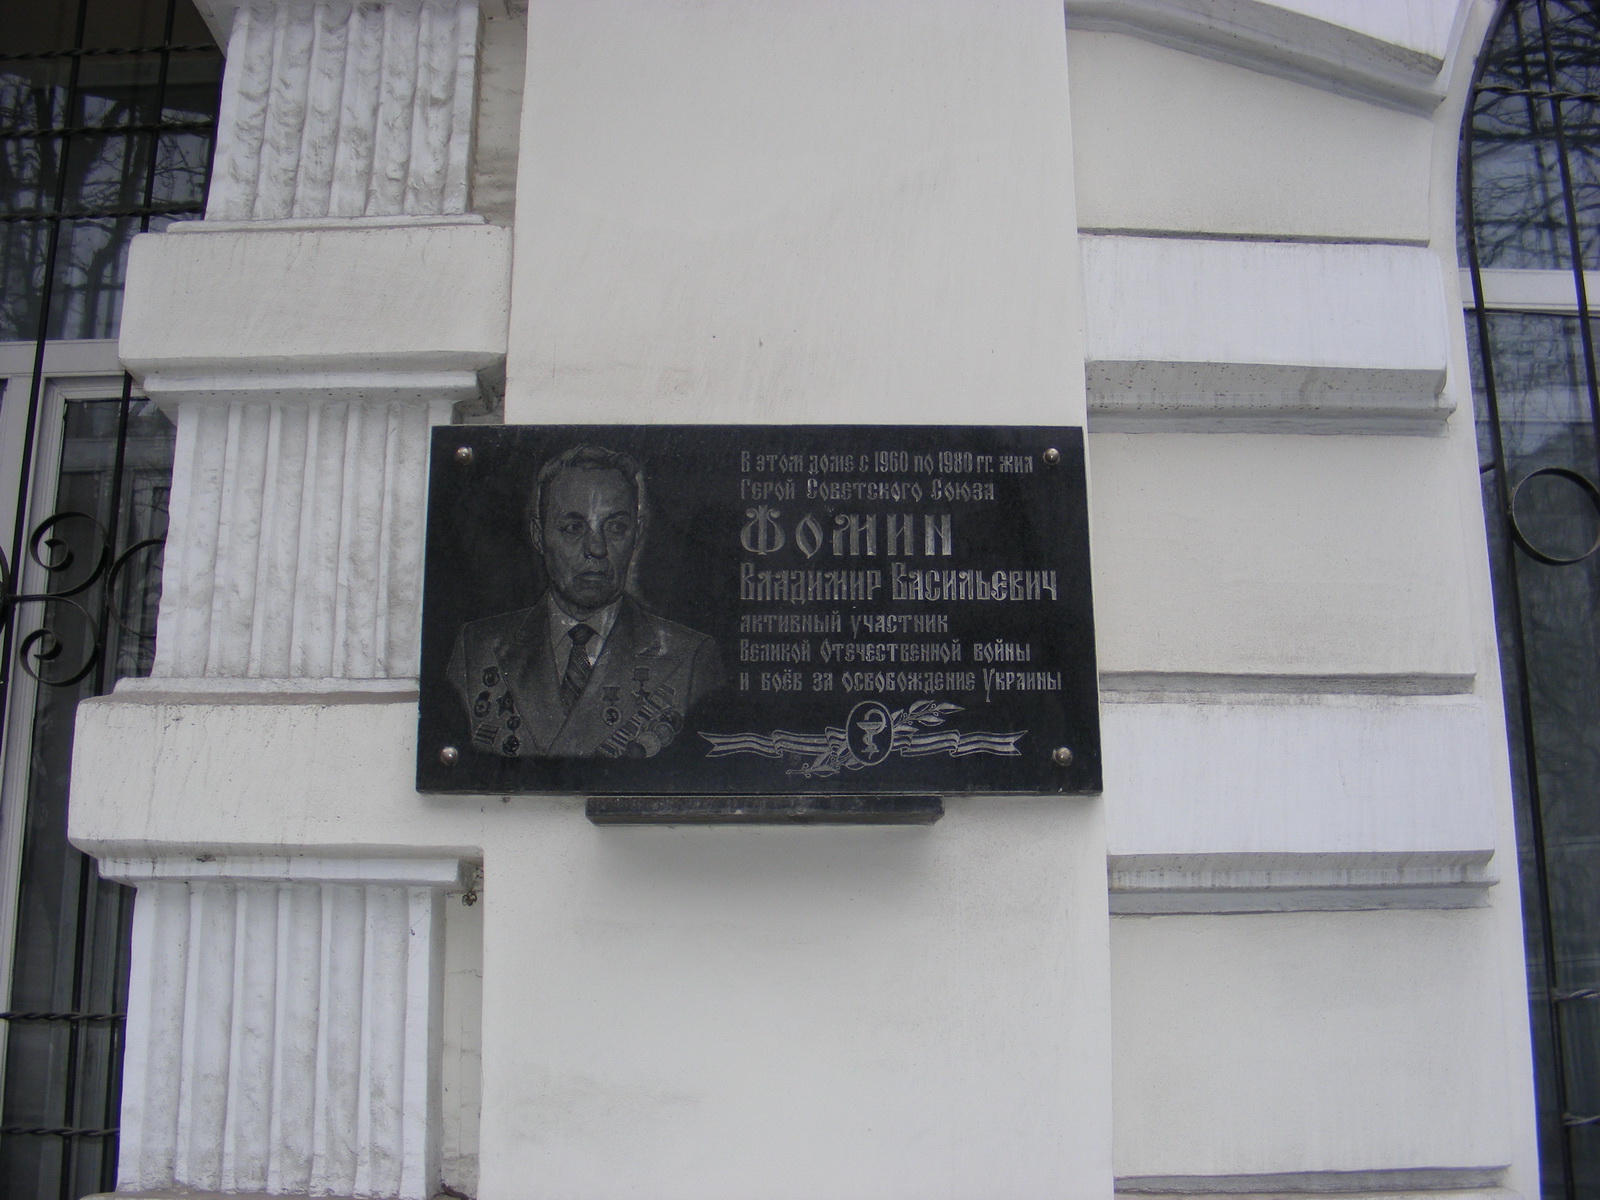 В этом доме с 1960 по 1980 гг. жил
Герой Советского Союза
Фомин
Владимир Васильевич
активный участник
Великой Отечественной войны
и боёв за освобождение Украины